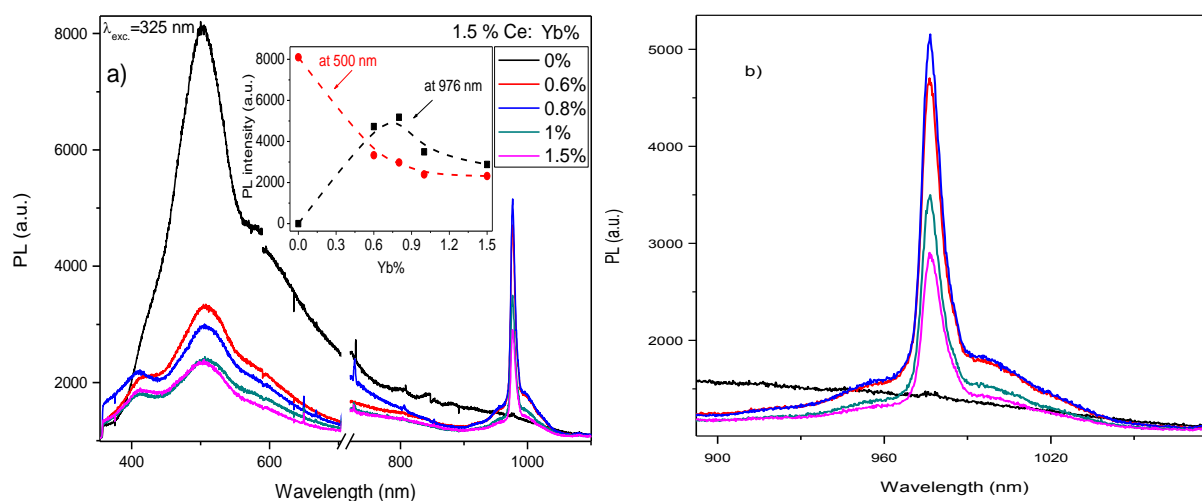 λexc.=325 nm
a)
1.5 % Ce: Yb%
0%
0.6%
0.8%
1%
1.5%
at 500 nm
at 976 nm
PL intensity (a.u.)
8000
6000
4000
2000
0
0.0 0.3 0.6 0.9 1.2 1.5
Yb%
PL (a.u.)
8000
6000
4000
2000
400 600 800 1000
Wavelength (nm)
b)
PL (a.u.)
5000
4000
3000
2000
900 960 1020
Wavelength (nm)